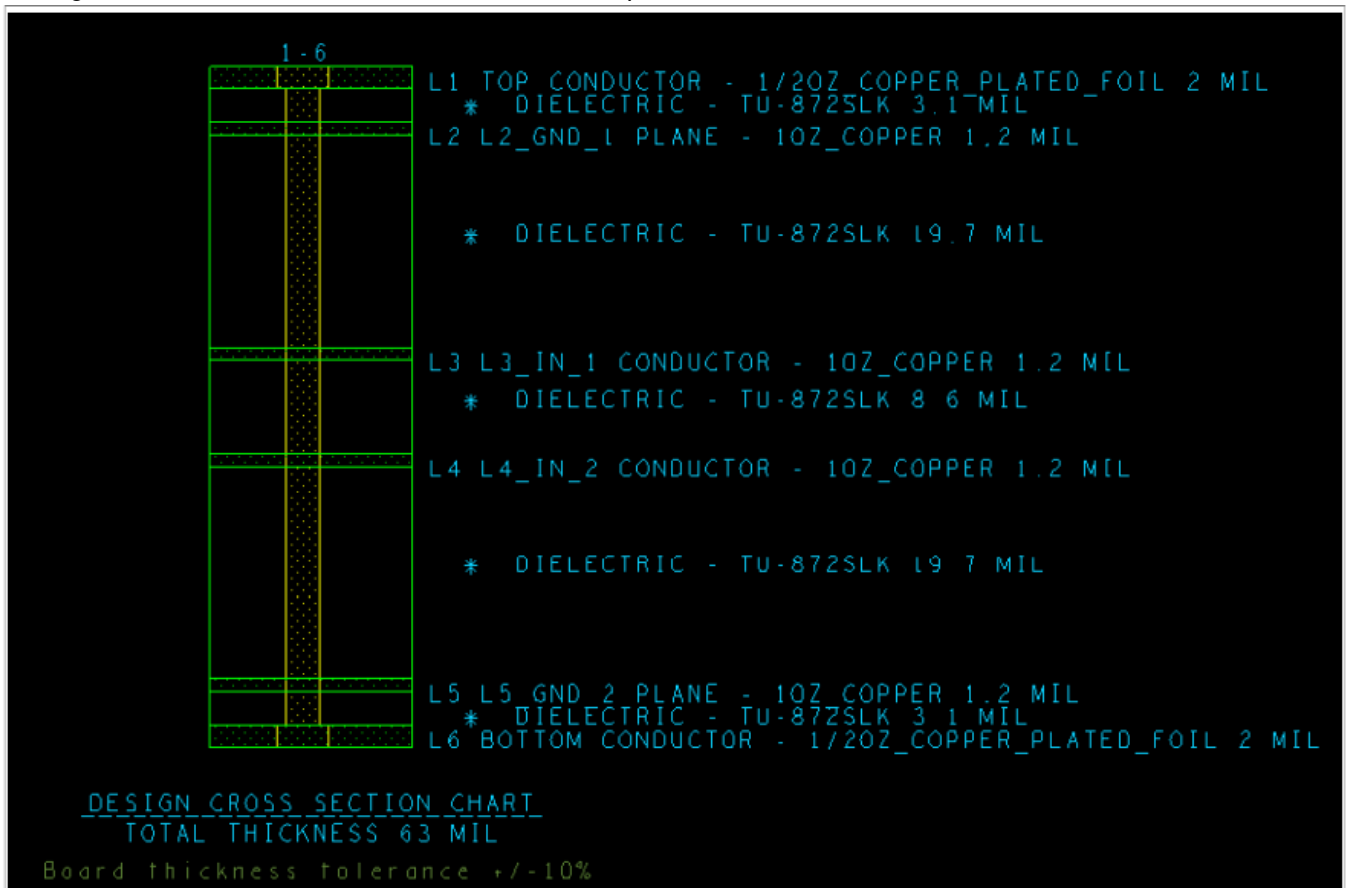 1 - 6
L1 TOP CONDUCTOR - 1/2OZ_COPPER_PLATED_FOIL 2 MIL
* DIELECTRIC - TU-872SLK 3.1 MIL
L2 L2_GND_1 PLANE - 1OZ_COPPER 1.2 MIL
* DIELECTRIC - TU-872SLK 19.7 MIL
L3 L3_IN_1 CONDUCTOR - 1OZ_COPPER 1.2 MIL
* DIELECTRIC - TU-872SLK 8.6 MIL
L4 L4_IN_2 CONDUCTOR - 1OZ_COPPER 1.2 MIL
* DIELECTRIC - TU-872SLK 19.7 MIL
L5 L5_GND_2 PLANE - 1OZ_COPPER 1.2 MIL
* DIELECTRIC - TU-872SLK 3.1 MIL
L6 BOTTOM CONDUCTOR - 1/2OZ_COPPER_PLATED_FOIL 2 MIL
DESIGN CROSS SECTION CHART
TOTAL THICKNESS 63 MIL
Board thickness tolerance +/-10%